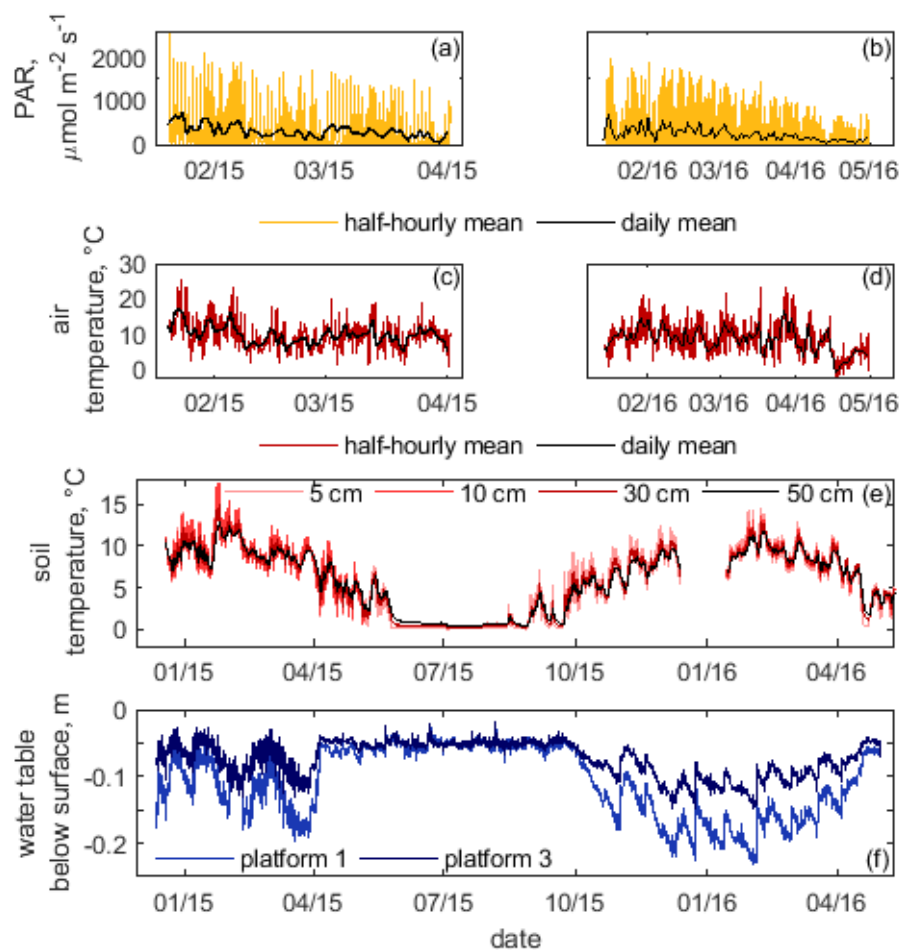 PAR,
μmol m-2 s-1
2000
1000
0
(a)
(b)
02/15 03/15 04/15
02/16 03/16 04/16 05/16
half-hourly mean daily mean
air
temperature, °C
30
20
10
0
(c)
(d)
02/15 03/15 04/15
02/16 03/16 04/16 05/16
half-hourly mean daily mean
soil
temperature, °C
15
10
5
0
5 cm 10 cm 30 cm 50 cm (e)
01/15 04/15 07/15 10/15 01/16 04/16
water table
below surface, m
0
-0.1
-0.2
platform 1 platform 3 (f)
01/15 04/15 07/15 10/15 01/16 04/16
date